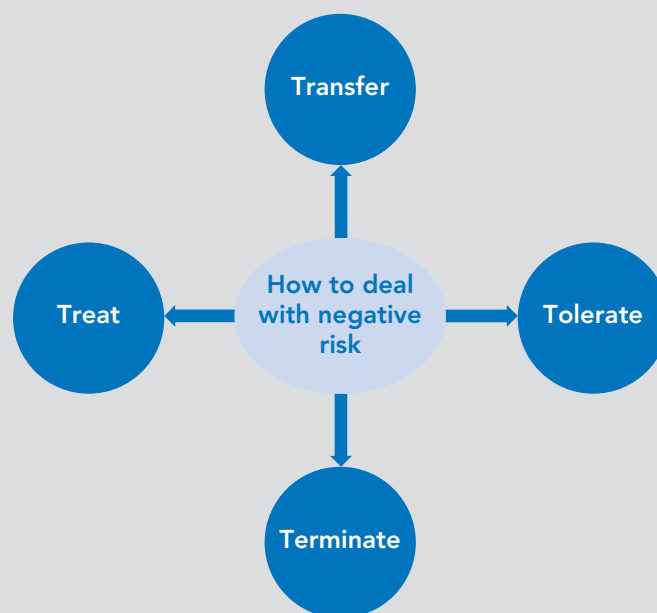 Transfer
Treat
How to deal
with negative
risk
Tolerate
Terminate